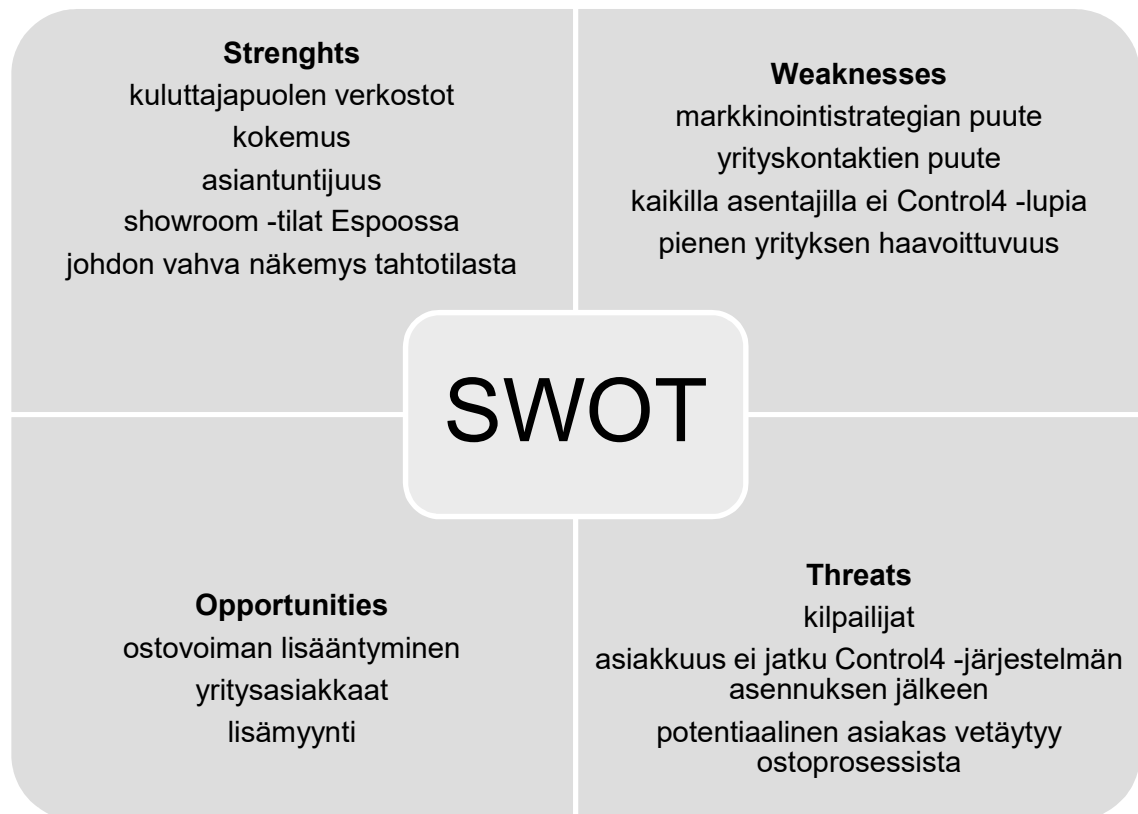 Strenghts
kuluttajapuolen verkostot
kokemus
asiantuntijuus
showroom -tilat Espoossa
johdon vahva näkemys tahtotilasta
Weaknesses
markkinointistrategian puute
yrityskontaktien puute
kaikilla asentajilla ei Control4 -lupia
pienen yrityksen haavoittuvuus
SWOT
Opportunities
ostovoiman lisääntyminen
yritysasiakkaat
lisämyynti
Threats
kilpailijat
asiakkuus ei jatku Control4 -järjestelmän
asennuksen jälkeen
potentiaalinen asiakas vetäytyy
ostoprosessista